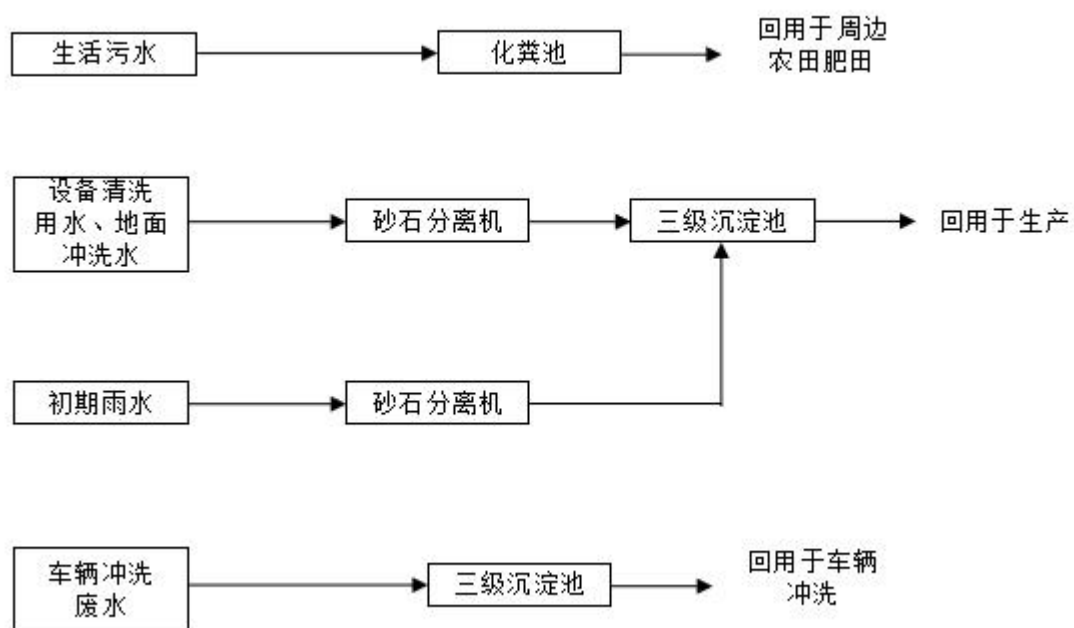 生活污水
化粪池
回用于周边
农田肥田
设备清洗
用水、地面
冲洗水
砂石分离机
三级沉淀池
回用于生产
初期雨水
砂石分离机
车辆冲洗
废水
三级沉淀池
回用于车辆
冲洗